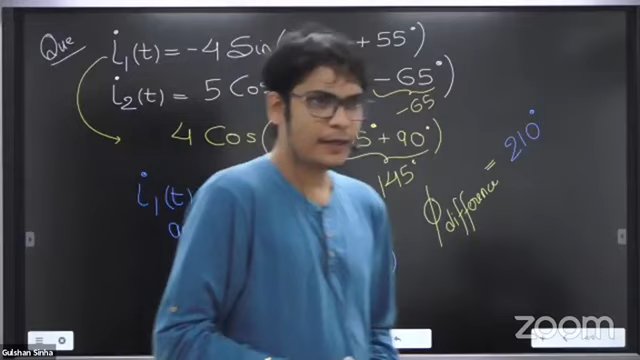 Que i₁(t) = -4 Sin( + 55°)
i₂(t) = 5 Cos - 65°)
-65
4 Cos( 5° + 90°)
145°
ϕdifference = 210°
i₁(t)
zoom
Gulshan Sinha